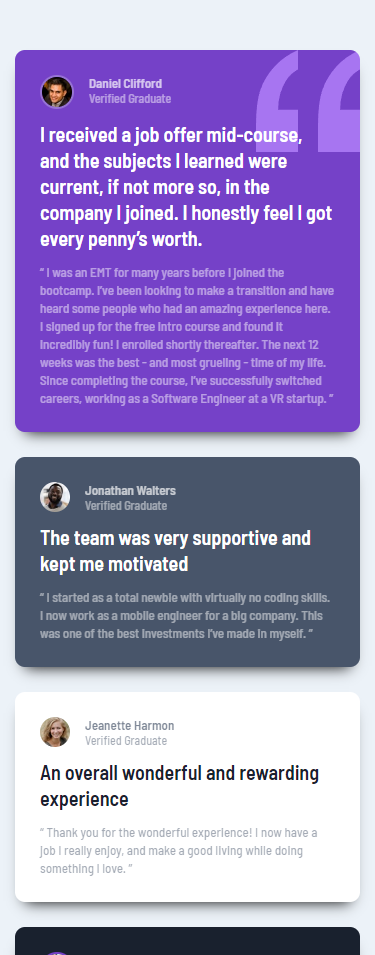 Daniel Clifford
Verified Graduate
I received a job offer mid-course,
and the subjects I learned were
current, if not more so, in the
company I joined. I honestly feel I got
every penny’s worth.
“ I was an EMT for many years before I joined the
bootcamp. I’ve been looking to make a transition and have
heard some people who had an amazing experience here.
I signed up for the free intro course and found it
incredibly fun! I enrolled shortly thereafter. The next 12
weeks was the best - and most grueling - time of my life.
Since completing the course, I’ve successfully switched
careers, working as a Software Engineer at a VR startup. “
Jonathan Walters
Verified Graduate
The team was very supportive and
kept me motivated
“ I started as a total newbie with virtually no coding skills.
I now work as a mobile engineer for a big company. This
was one of the best investments I’ve made in myself. “
Jeanette Harmon
Verified Graduate
An overall wonderful and rewarding
experience
“ Thank you for the wonderful experience! I now have a
job I really enjoy, and make a good living while doing
something I love. “